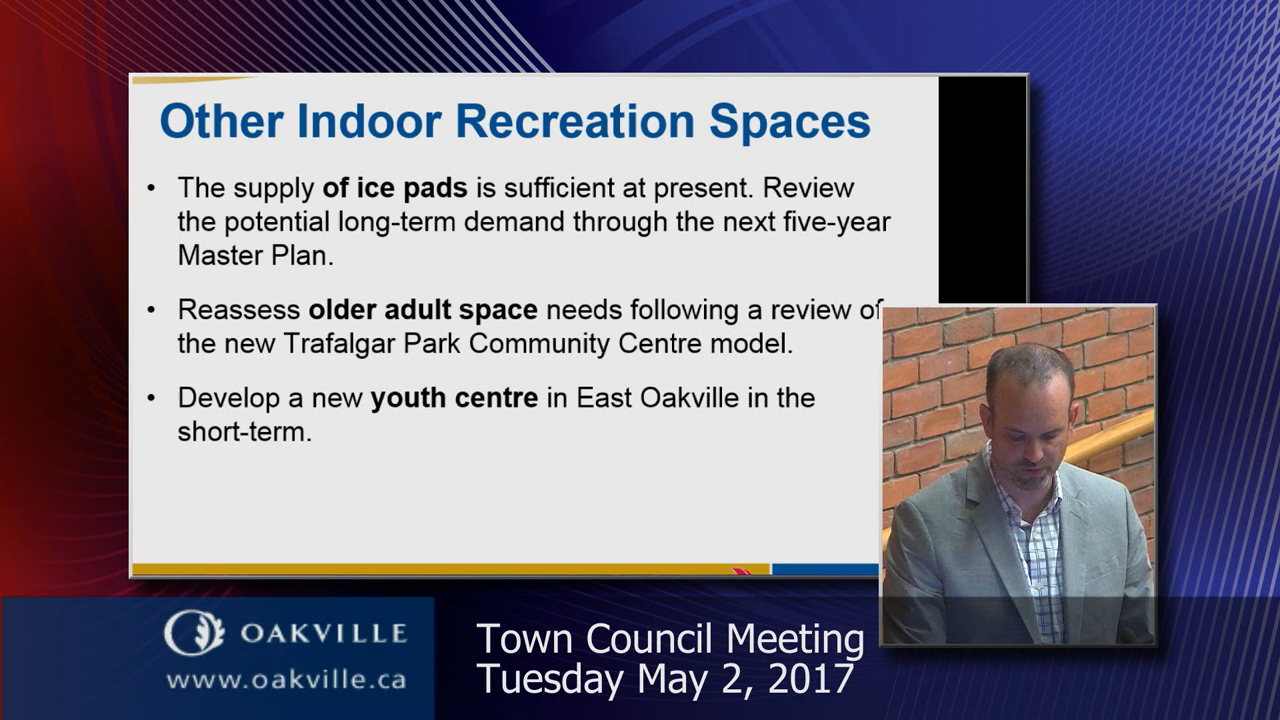 Other Indoor Recreation Spaces
• The supply of ice pads is sufficient at present. Review
the potential long-term demand through the next five-year
Master Plan.
• Reassess older adult space needs following a review of
the new Trafalgar Park Community Centre model.
• Develop a new youth centre in East Oakville in the
short-term.
OAKVILLE
www.oakville.ca
Town Council Meeting
Tuesday May 2, 2017